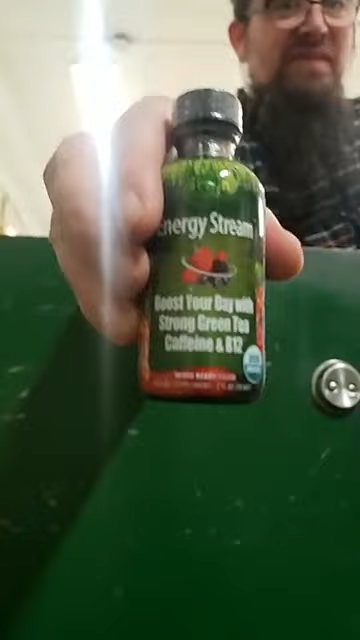 Energy Stream
Boost Your Day with
Strong Green Tea
Caffeine & B12